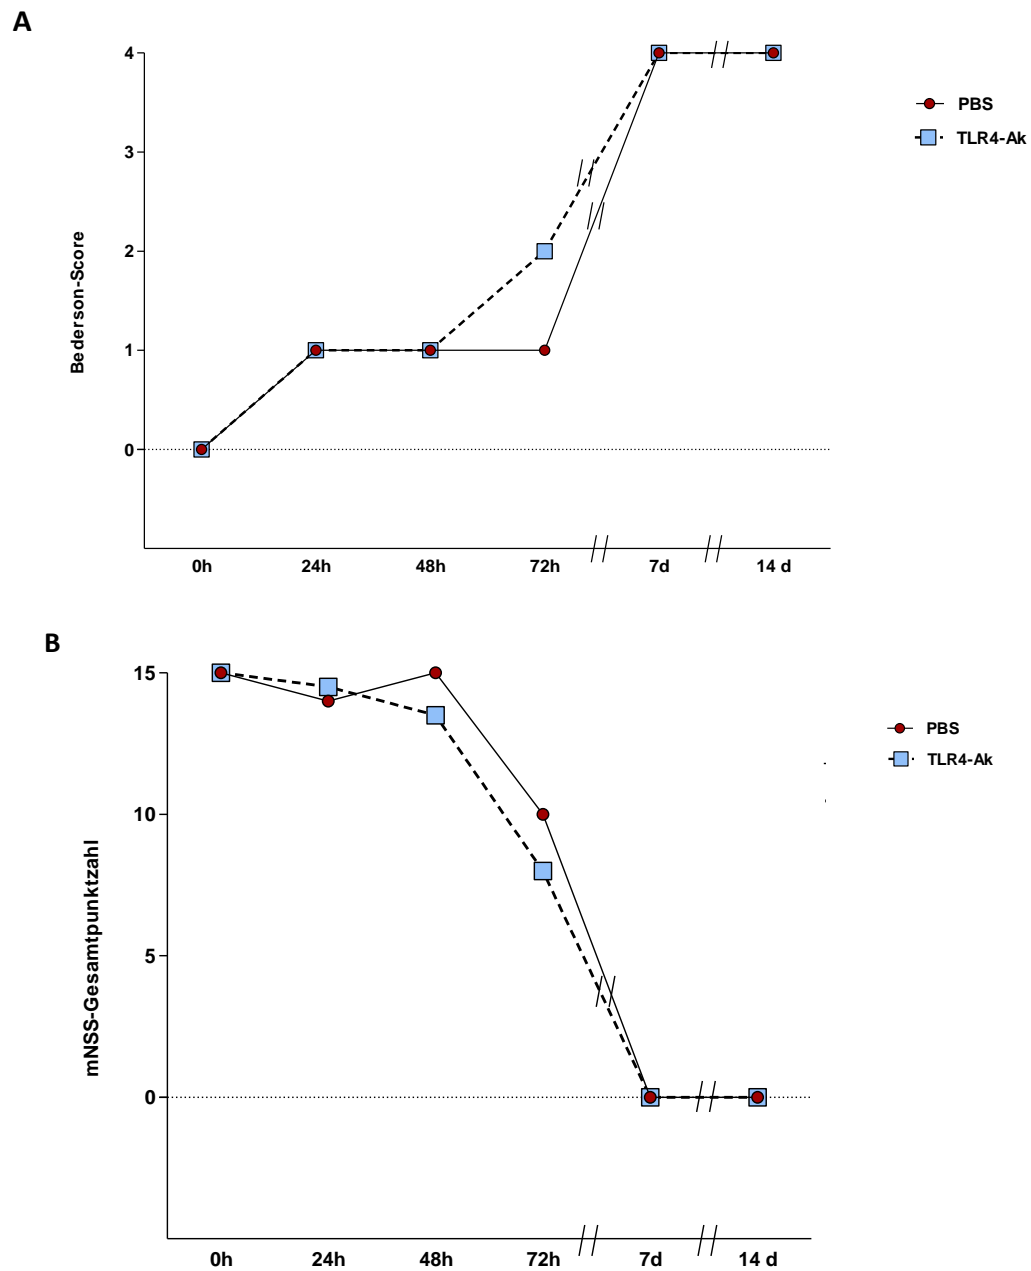 A
4
3
2
1
0
Bederson-Score
0h
24h
48h
72h
7d
14 d
PBS
TLR4-Ak
B
15
10
5
0
mNSS-Gesamtpunktzahl
0h
24h
48h
72h
7d
14 d
PBS
TLR4-Ak